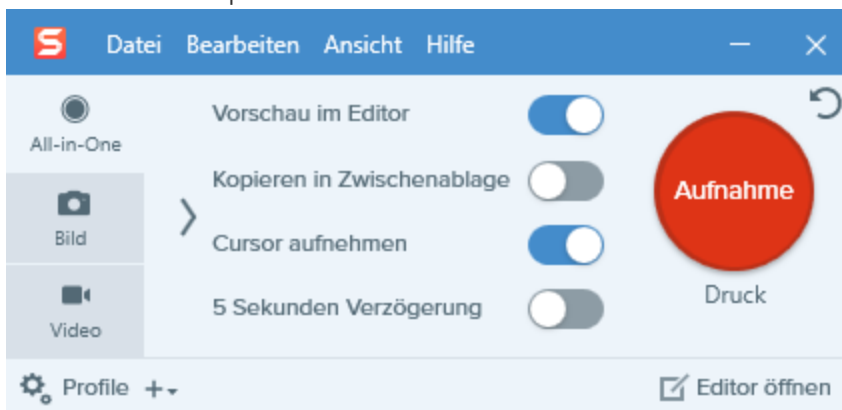 S Datei Bearbeiten Ansicht Hilfe
All-in-One
Bild
Video
Vorschau im Editor
Kopieren in Zwischenablage
Cursor aufnehmen
5 Sekunden Verzögerung
Aufnahme
Druck
Profile
Editor öffnen